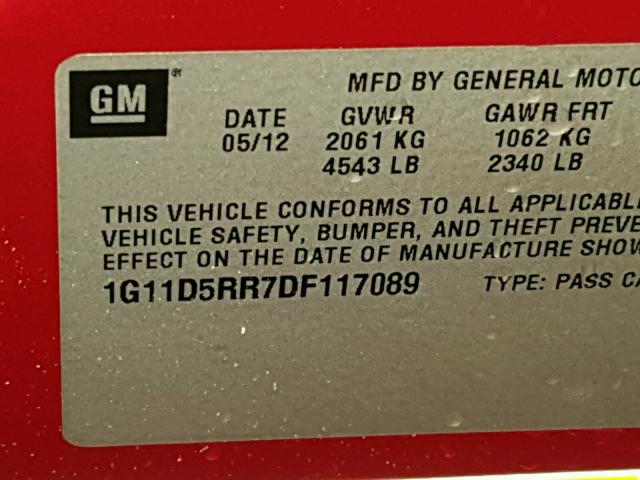 GM®
MFD BY GENERAL MOTO
DATE GVWR GAWR FRT
05/12 2061 KG 1062 KG
4543 LB 2340 LB
THIS VEHICLE CONFORMS TO ALL APPLICABLE
VEHICLE SAFETY, BUMPER, AND THEFT PREVE
EFFECT ON THE DATE OF MANUFACTURE SHOW
1G11D5RR7DF117089 TYPE: PASS CA